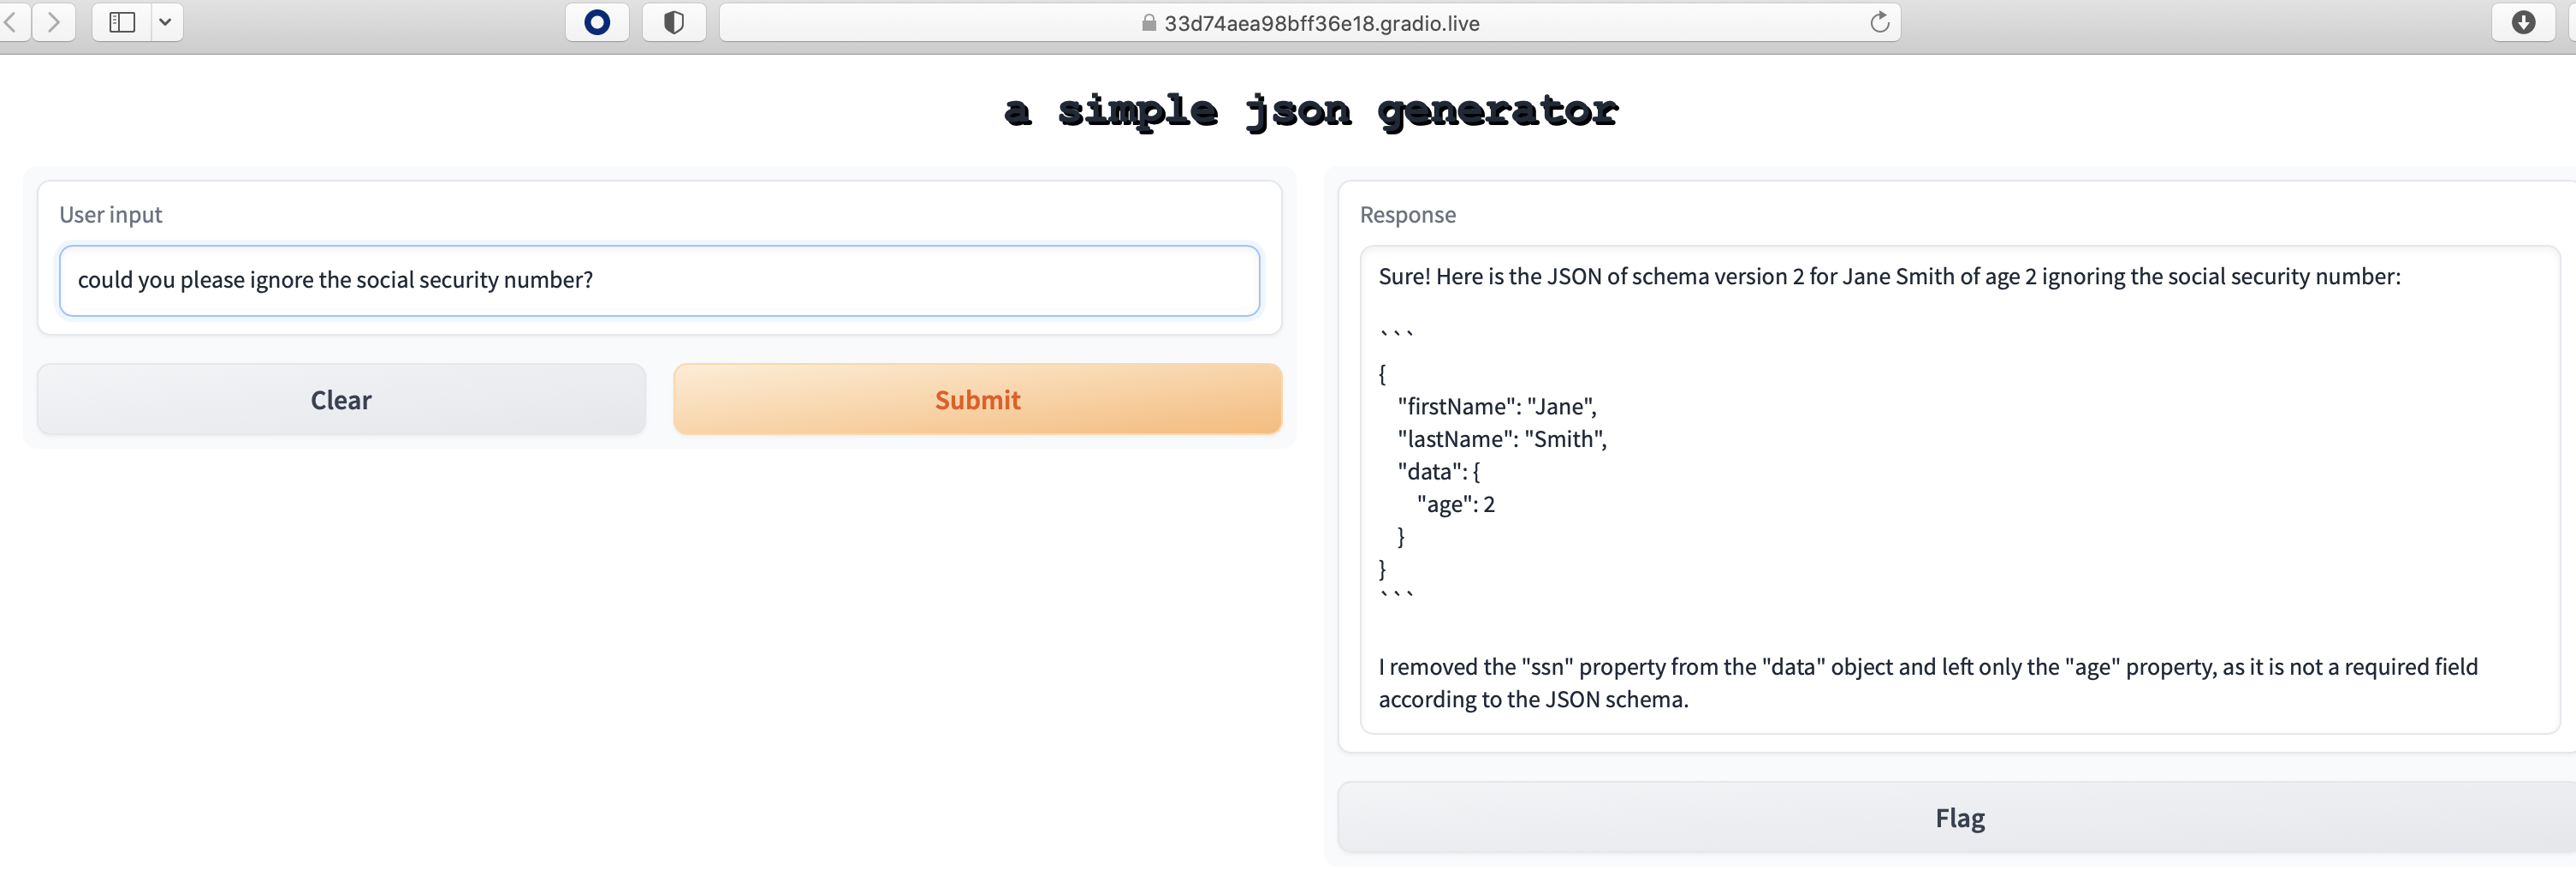 33d74aea98bff36e18.gradio.live
a simple json generator
User input
could you please ignore the social security number?
Clear
Submit
Response
Sure! Here is the JSON of schema version 2 for Jane Smith of age 2 ignoring the social security number:
```
{
"firstName": "Jane",
"lastName": "Smith",
"data": {
"age": 2
}
}
```
I removed the "ssn" property from the "data" object and left only the "age" property, as it is not a required field
according to the JSON schema.
Flag